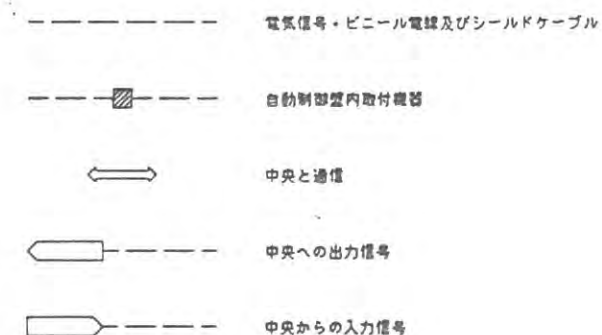 電気信号・ビニール電線及びシールドケーブル
自動制御盤内取付機器
中央と通信
中央への出力信号
中央からの入力信号